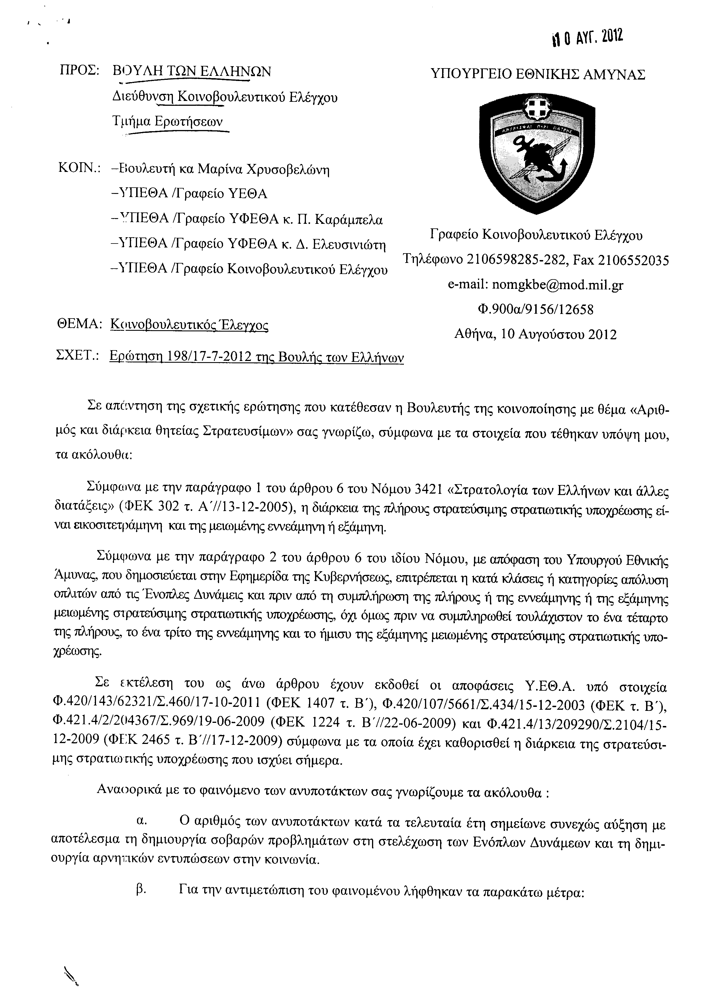 10 ΑΥΓ. 2012
ΠΡΟΣ: ΒΟΥΛΗ ΤΩΝ ΕΛΛΗΝΩΝ
Διεύθυνση Κοινοβουλευτικού Ελέγχου
Τμήμα Ερωτήσεων
ΚΟΙΝ.: –Βουλευτή κα Μαρίνα Χρυσοβελώνη
–ΥΠΕΘΑ /Γραφείο ΥΕΘΑ
–ΥΠΕΘΑ /Γραφείο ΥΦΕΘΑ κ. Π. Καράμπελα
–ΥΠΕΘΑ /Γραφείο ΥΦΕΘΑ κ. Δ. Ελευσινιώτη
–ΥΠΕΘΑ /Γραφείο Κοινοβουλευτικού Ελέγχου
ΥΠΟΥΡΓΕΙΟ ΕΘΝΙΚΗΣ ΑΜΥΝΑΣ
ΑΜΥΝΕΣΘΑΙ ΠΕΡΙ ΠΑΤΡΗΣ
Γραφείο Κοινοβουλευτικού Ελέγχου
Τηλέφωνο 2106598285-282, Fax 2106552035
e-mail: nomgkbe@mod.mil.gr
Φ.900α/9156/12658
Αθήνα, 10 Αυγούστου 2012
ΘΕΜΑ: Κοινοβουλευτικός Έλεγχος
ΣΧΕΤ.: Ερώτηση 198/17-7-2012 της Βουλής των Ελλήνων
Σε απάντηση της σχετικής ερώτησης που κατέθεσαν η Βουλευτής της κοινοποίησης με θέμα «Αριθ-
μός και διάρκεια θητείας Στρατευσίμων» σας γνωρίζω, σύμφωνα με τα στοιχεία που τέθηκαν υπόψη μου,
τα ακόλουθα:
Σύμφωνα με την παράγραφο 1 του άρθρου 6 του Νόμου 3421 «Στρατολογία των Ελλήνων και άλλες
διατάξεις» (ΦΕΚ 302 τ. Α΄//13-12-2005), η διάρκεια της πλήρους στρατεύσιμης στρατιωτικής υποχρέωσης εί-
ναι εικοσιτετράμηνη και της μειωμένης εννεάμηνη ή εξάμηνη.
Σύμφωνα με την παράγραφο 2 του άρθρου 6 του ιδίου Νόμου, με απόφαση του Υπουργού Εθνικής
Άμυνας, που δημοσιεύεται στην Εφημερίδα της Κυβερνήσεως, επιτρέπεται η κατά κλάσεις ή κατηγορίες απόλυση
οπλιτών από τις Ένοπλες Δυνάμεις και πριν από τη συμπλήρωση της πλήρους ή της εννεάμηνης ή της εξάμηνης
μειωμένης στρατεύσιμης στρατιωτικής υποχρέωσης, όχι όμως πριν να συμπληρωθεί τουλάχιστον το ένα τέταρτο
της πλήρους, το ένα τρίτο της εννεάμηνης και το ήμισυ της εξάμηνης μειωμένης στρατεύσιμης στρατιωτικής υπο-
χρέωσης.
Σε εκτέλεση του ως άνω άρθρου έχουν εκδοθεί οι αποφάσεις Υ.ΕΘ.Α. υπό στοιχεία
Φ.420/143/62321/Σ.460/17-10-2011 (ΦΕΚ 1407 τ. Β΄), Φ.420/107/5661/Σ.434/15-12-2003 (ΦΕΚ τ. Β΄),
Φ.421.4/2/204367/Σ.969/19-06-2009 (ΦΕΚ 1224 τ. Β΄//22-06-2009) και Φ.421.4/13/209290/Σ.2104/15-
12-2009 (ΦΕΚ 2465 τ. Β΄//17-12-2009) σύμφωνα με τα οποία έχει καθορισθεί η διάρκεια της στρατεύσι-
μης στρατιωτικής υποχρέωσης που ισχύει σήμερα.
Αναφορικά με το φαινόμενο των ανυποτάκτων σας γνωρίζουμε τα ακόλουθα :
α. Ο αριθμός των ανυποτάκτων κατά τα τελευταία έτη σημείωνε συνεχώς αύξηση με
αποτέλεσμα τη δημιουργία σοβαρών προβλημάτων στη στελέχωση των Ενόπλων Δυνάμεων και τη δημι-
ουργία αρνητικών εντυπώσεων στην κοινωνία.
β. Για την αντιμετώπιση του φαινομένου λήφθηκαν τα παρακάτω μέτρα: